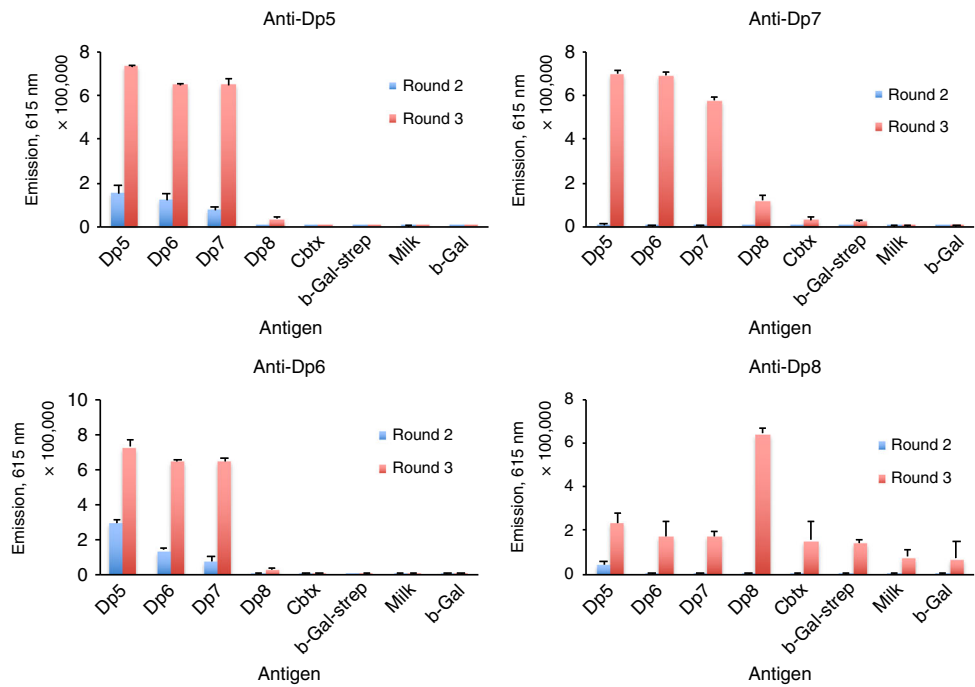 Anti-Dp5
Emission, 615 nm
× 100,000
8
6
4
2
0
Round 2
Round 3
Dp5
Dp6
Dp7
Dp8
Cbtx
b-Gal-strep
Milk
b-Gal
Antigen
Anti-Dp7
Emission, 615 nm
× 100,000
8
6
4
2
0
Round 2
Round 3
Dp5
Dp6
Dp7
Dp8
Cbtx
b-Gal-strep
Milk
b-Gal
Antigen
Anti-Dp6
Emission, 615 nm
× 100,000
10
8
6
4
2
0
Round 2
Round 3
Dp5
Dp6
Dp7
Dp8
Cbtx
b-Gal-strep
Milk
b-Gal
Antigen
Anti-Dp8
Emission, 615 nm
× 100,000
8
6
4
2
0
Round 2
Round 3
Dp5
Dp6
Dp7
Dp8
Cbtx
b-Gal-strep
Milk
b-Gal
Antigen